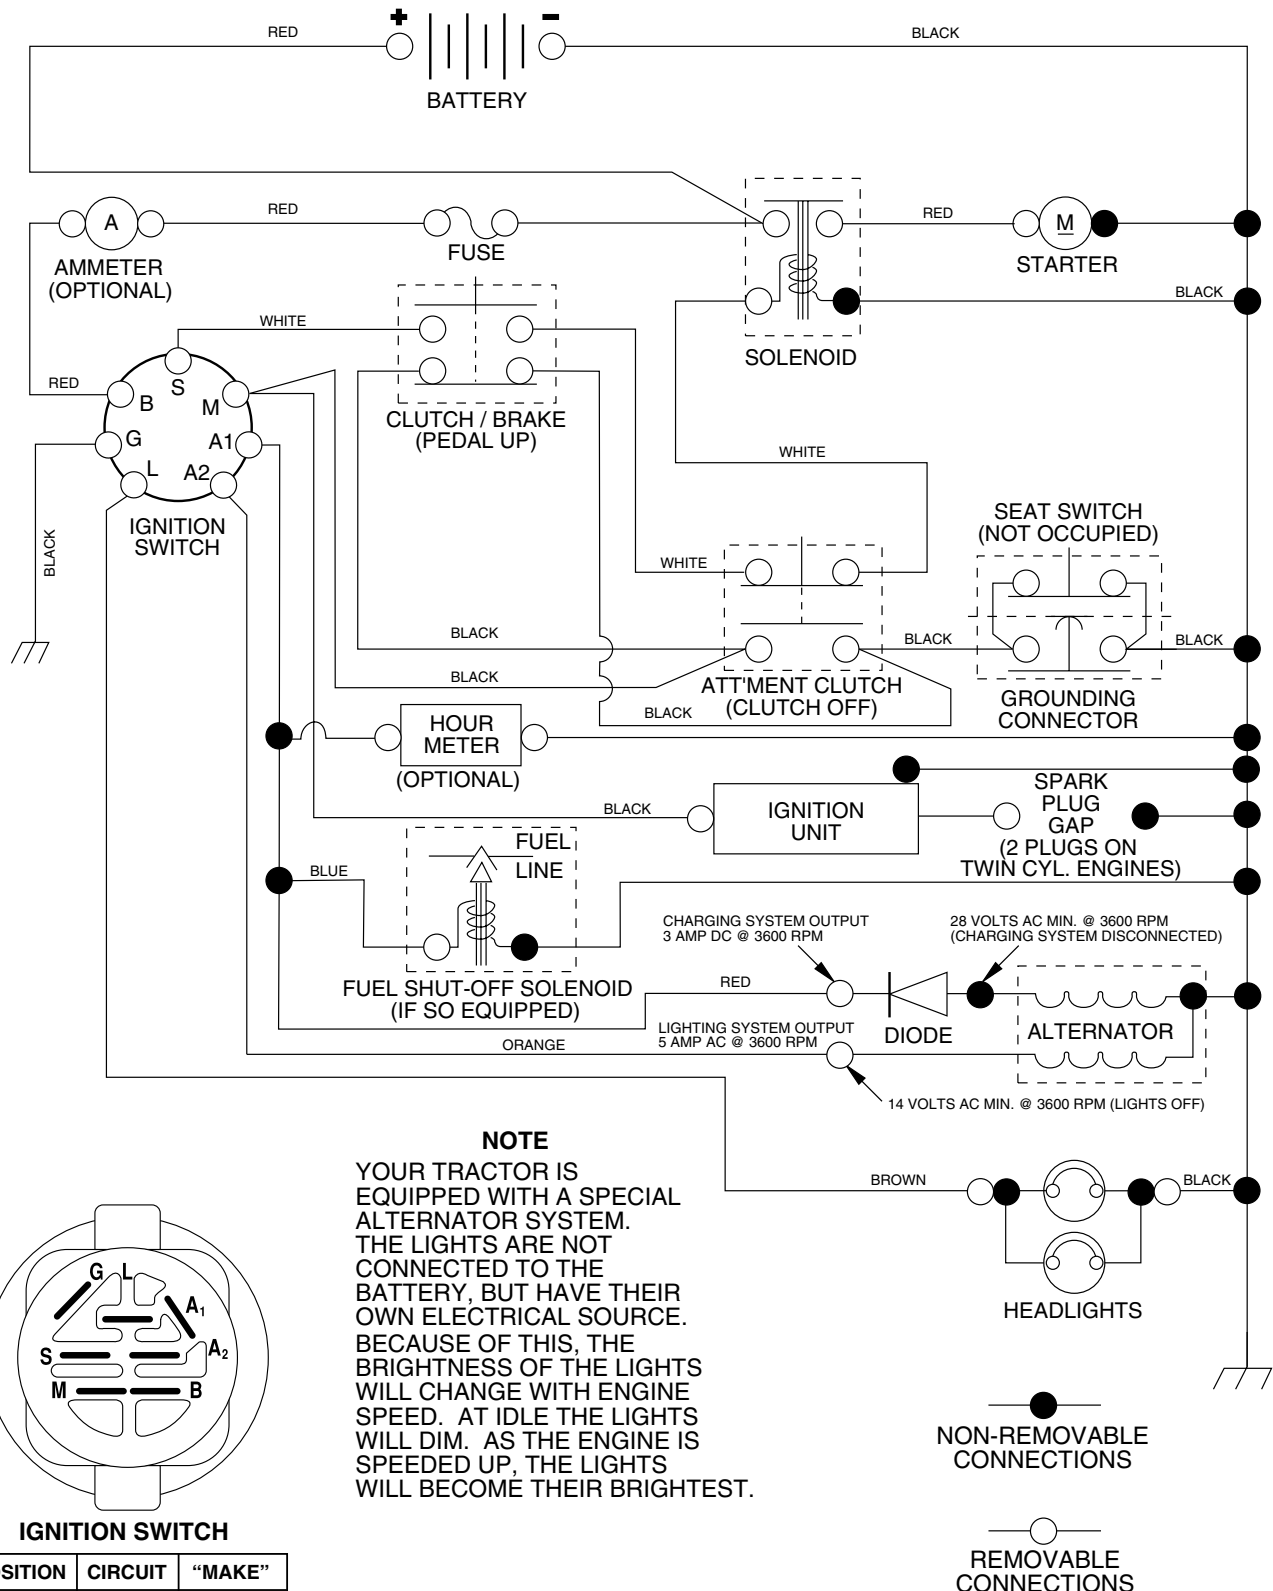 + -
RED
BLACK
BATTERY
RED
A
AMMETER
(OPTIONAL)
FUSE
RED
M
STARTER
BLACK
SOLENOID
WHITE
RED
S
B
M
G
A1
L
A2
IGNITION
SWITCH
BLACK
CLUTCH / BRAKE
(PEDAL UP)
WHITE
SEAT SWITCH
(NOT OCCUPIED)
WHITE
BLACK
BLACK
BLACK
BLACK
BLACK
ATT'MENT CLUTCH
(CLUTCH OFF)
GROUNDING
CONNECTOR
HOUR
METER
(OPTIONAL)
BLACK
IGNITION
UNIT
SPARK
PLUG
GAP
(2 PLUGS ON
TWIN CYL. ENGINES)
FUEL
LINE
BLUE
FUEL SHUT-OFF SOLENOID
(IF SO EQUIPPED)
CHARGING SYSTEM OUTPUT
3 AMP DC @ 3600 RPM
28 VOLTS AC MIN. @ 3600 RPM
(CHARGING SYSTEM DISCONNECTED)
RED
DIODE
ALTERNATOR
LIGHTING SYSTEM OUTPUT
5 AMP AC @ 3600 RPM
ORANGE
14 VOLTS AC MIN. @ 3600 RPM (LIGHTS OFF)
NOTE
YOUR TRACTOR IS
EQUIPPED WITH A SPECIAL
ALTERNATOR SYSTEM.
THE LIGHTS ARE NOT
CONNECTED TO THE
BATTERY, BUT HAVE THEIR
OWN ELECTRICAL SOURCE.
BECAUSE OF THIS, THE
BRIGHTNESS OF THE LIGHTS
WILL CHANGE WITH ENGINE
SPEED. AT IDLE THE LIGHTS
WILL DIM. AS THE ENGINE IS
SPEEDED UP, THE LIGHTS
WILL BECOME THEIR BRIGHTEST.
BROWN
BLACK
HEADLIGHTS
G L
A1
A2
S
M
B
IGNITION SWITCH
SITION CIRCUIT “MAKE”
NON-REMOVABLE
CONNECTIONS
REMOVABLE
CONNECTIONS